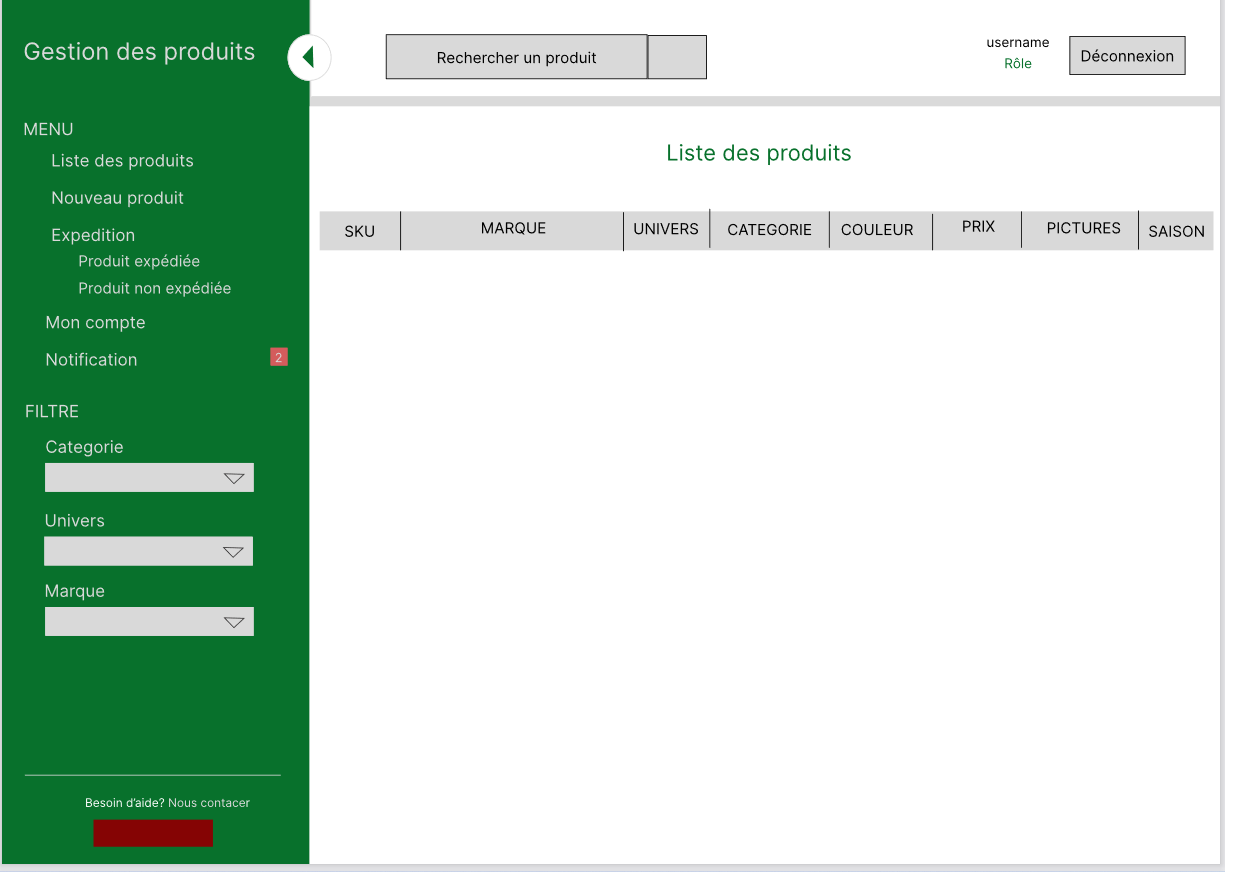 Gestion des produits
Rechercher un produit
username
Rôle
Déconnexion
MENU
Liste des produits
Nouveau produit
Expedition
Produit expédiée
Produit non expédiée
Mon compte
Notification 2
FILTRE
Categorie
Univers
Marque
Besoin d'aide? Nous contacer
Liste des produits
SKU MARQUE UNIVERS CATEGORIE COULEUR PRIX PICTURES SAISON